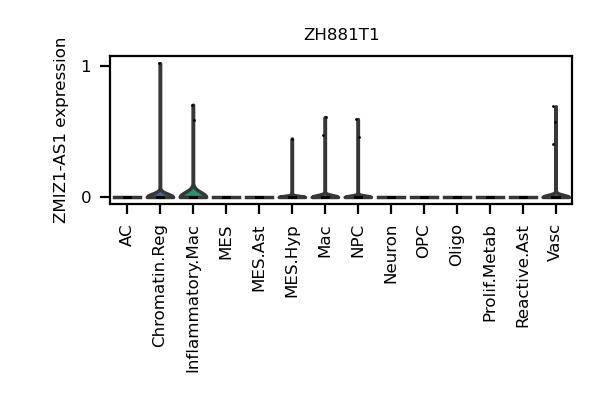 ZH881T1
ZMIZ1-AS1 expression
1
0
AC
Chromatin.Reg
Inflammatory.Mac
MES
MES.Ast
MES.Hyp
Mac
NPC
Neuron
OPC
Oligo
Prolif.Metab
Reactive.Ast
Vasc